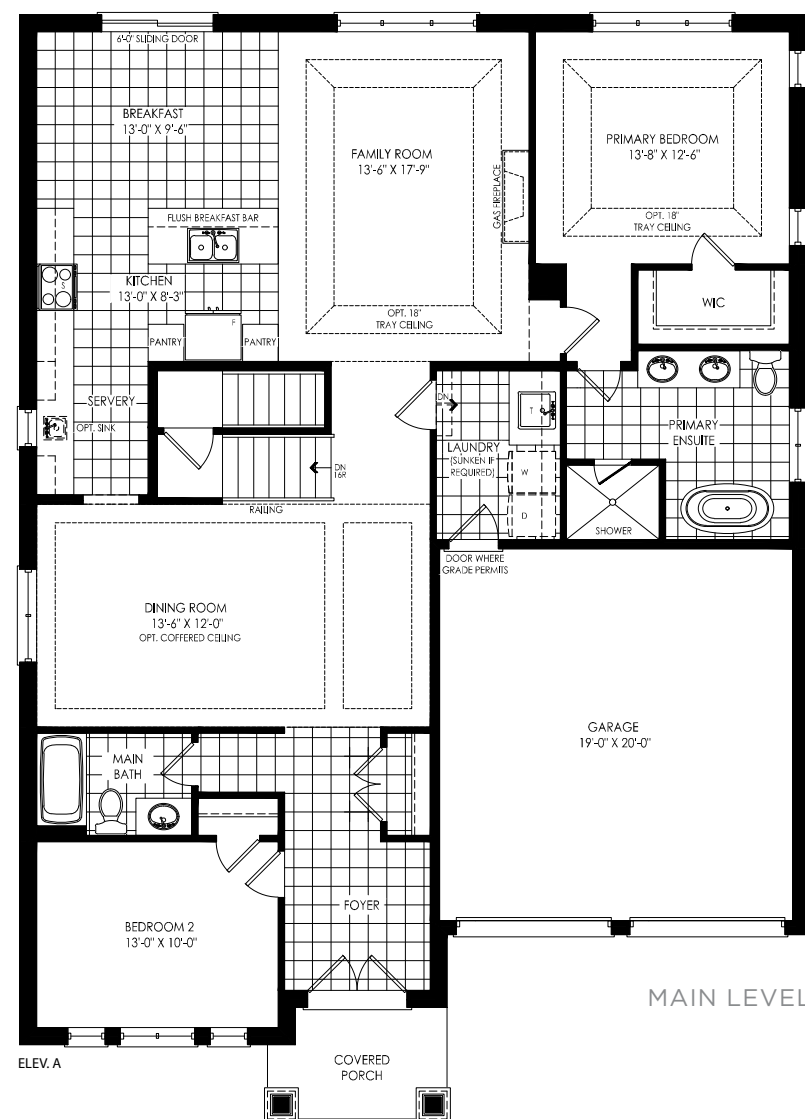 6'-0" SLIDING DOOR
BREAKFAST
13'-0" X 9'-6"
FAMILY ROOM
13'-6" X 17'-9"
GAS FIREPLACE
OPT. 18"
TRAY CEILING
PRIMARY BEDROOM
13'-8" X 12'-6"
OPT. 18"
TRAY CEILING
FLUSH BREAKFAST BAR
S
KITCHEN
13'-0" X 8'-3"
PANTRY
F
PANTRY
WIC
SERVERY
OPT. SINK
DN
16R
RAILING
DN
T
LAUNDRY
(SUNKEN IF
REQUIRED)
W
D
PRIMARY
ENSUITE
SHOWER
DOOR WHERE
GRADE PERMITS
DINING ROOM
13'-6" X 12'-0"
OPT. COFFERED CEILING
GARAGE
19'-0" X 20'-0"
MAIN
BATH
FOYER
BEDROOM 2
13'-0" X 10'-0"
MAIN LEVEL
ELEV. A
COVERED
PORCH